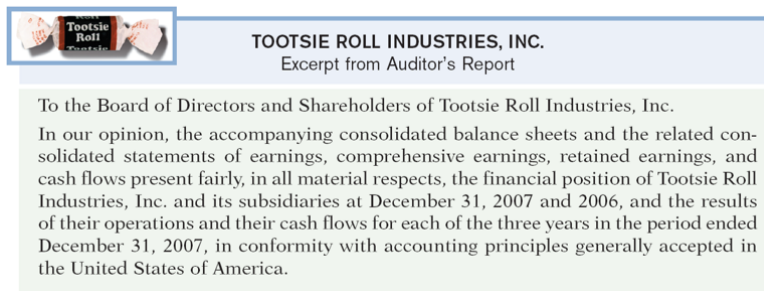 Tootsie
Roll
TOOTSIE ROLL INDUSTRIES, INC.
Excerpt from Auditor's Report
To the Board of Directors and Shareholders of Tootsie Roll Industries, Inc.
In our opinion, the accompanying consolidated balance sheets and the related con-
solidated statements of earnings, comprehensive earnings, retained earnings, and
cash flows present fairly, in all material respects, the financial position of Tootsie Roll
Industries, Inc. and its subsidiaries at December 31, 2007 and 2006, and the results
of their operations and their cash flows for each of the three years in the period ended
December 31, 2007, in conformity with accounting principles generally accepted in
the United States of America.